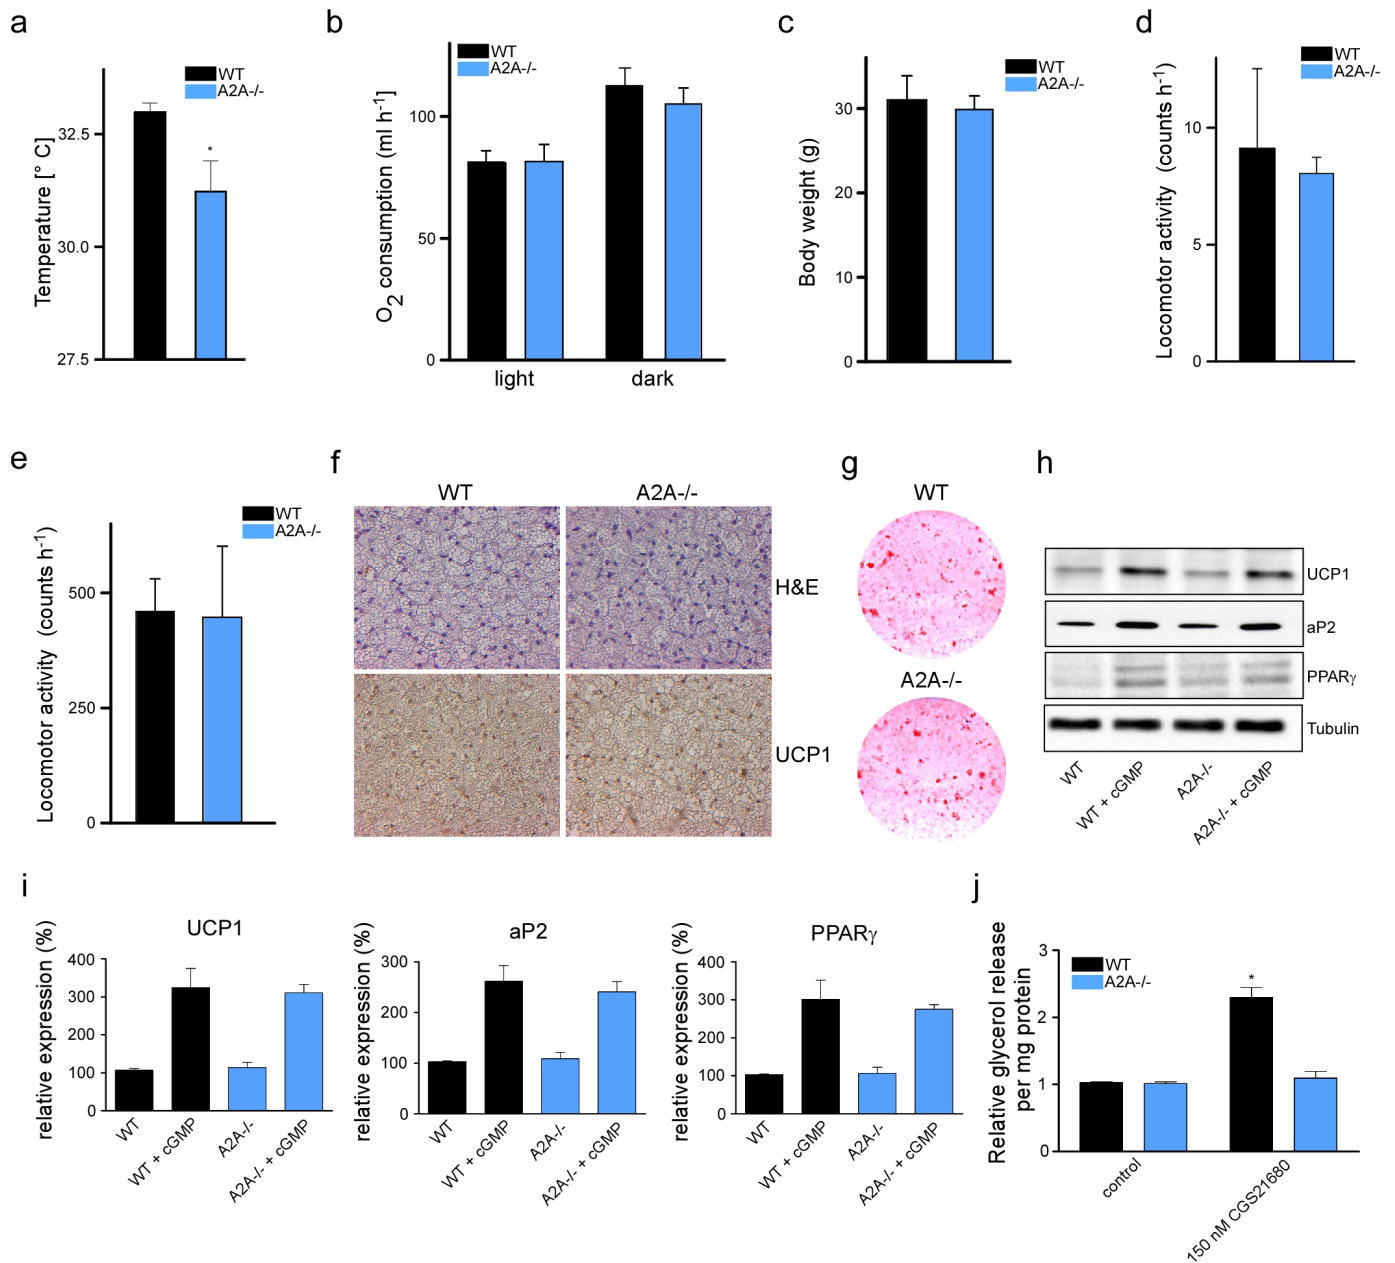 a
WT
A2A-/-
Temperature [° C]
32.5
30.0
27.5
*
b
WT
A2A-/-
O2 consumption (ml h-1]
100
50
0
light
dark
c
WT
A2A-/-
Body weight (g)
30
20
10
0
d
WT
A2A-/-
Locomotor activity (counts h-1)
10
5
0
e
WT
A2A-/-
Locomotor activity (counts h-1)
500
250
0
f
WT
A2A-/-
H&E
UCP1
g
WT
A2A-/-
h
UCP1
aP2
PPARγ
Tubulin
WT
WT + cGMP
A2A-/-
A2A-/- + cGMP
i
UCP1
relative expression (%)
400
300
200
100
0
WT
WT + cGMP
A2A-/-
A2A-/- + cGMP
aP2
relative expression (%)
300
200
100
0
WT
WT + cGMP
A2A-/-
A2A-/- + cGMP
PPARγ
relative expression (%)
400
300
200
100
0
WT
WT + cGMP
A2A-/-
A2A-/- + cGMP
j
WT
A2A-/-
Relative glycerol release
per mg protein
3
2
1
0
*
control
150 nM CGS21680